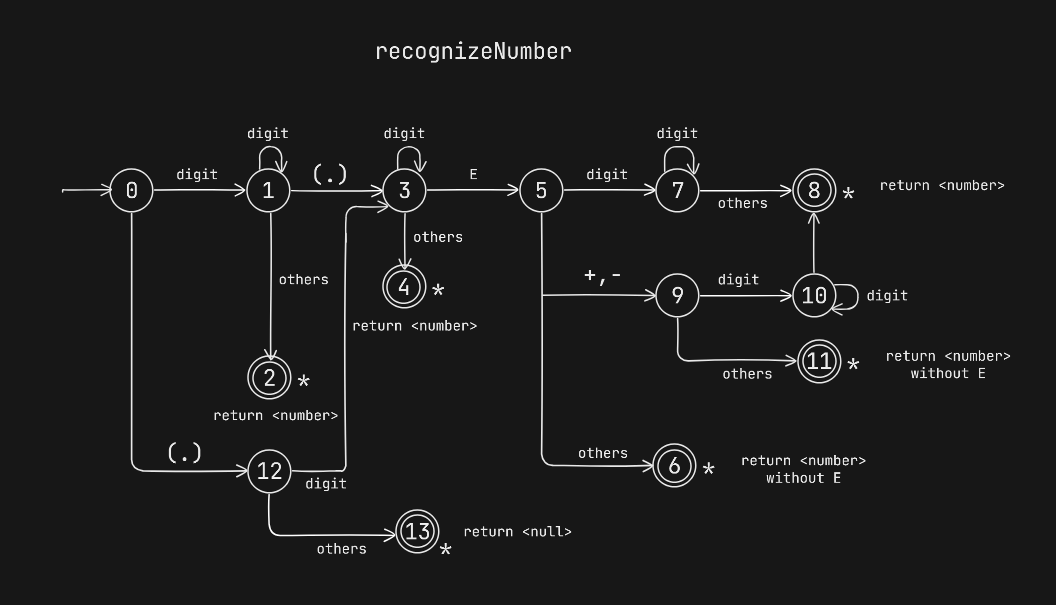 recognizeNumber
digit
digit
digit
0
digit
1
(.)
3
E
5
digit
7
others
8
*
return <number>
others
4
*
return <number>
others
+,-
9
digit
10
digit
others
11
*
return <number>
without E
2
*
return <number>
(.)
12
digit
others
6
*
return <number>
without E
others
13
*
return <null>